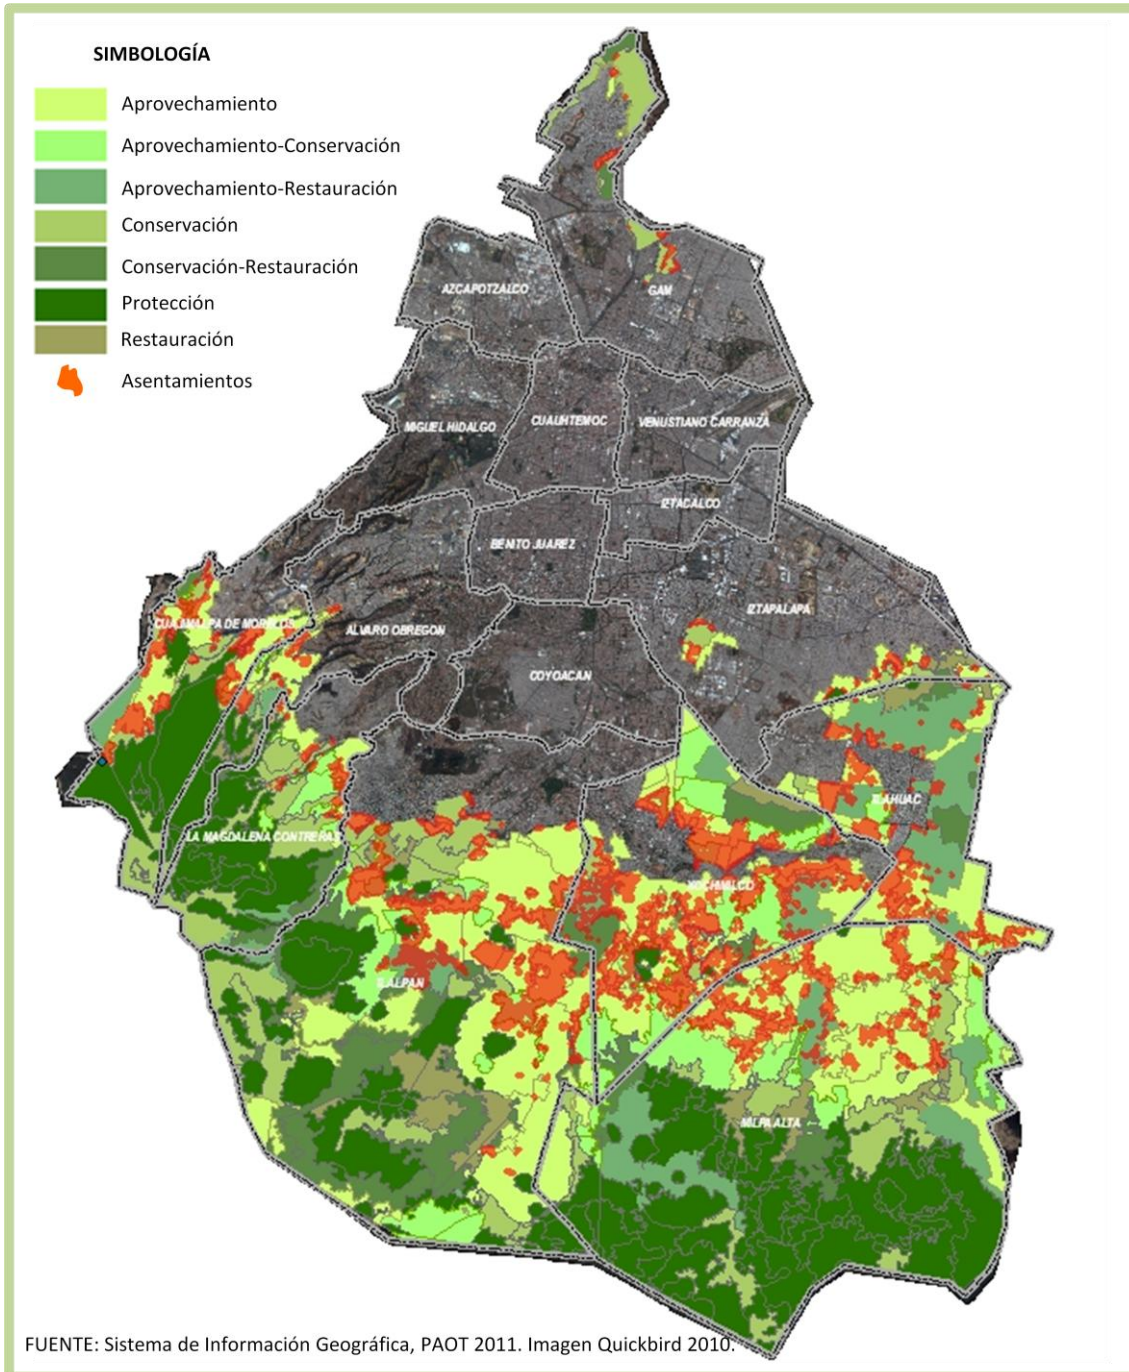 SIMBOLOGÍA
Aprovechamiento
Aprovechamiento-Conservación
Aprovechamiento-Restauración
Conservación
Conservación-Restauración
Protección
Restauración
Asentamientos
AZCAPOTZALCO
GAM
MIGUEL HIDALGO
CUAUHTEMOC
VENUSTIANO CARRANZA
IZTACALCO
BENITO JUAREZ
IZTAPALAPA
CUAJIMALPA DE MORELOS
ALVARO OBREGON
COYOACAN
TLAHUAC
LA MAGDALENA CONTRERAS
XOCHIMILCO
TLALPAN
MILPA ALTA
FUENTE: Sistema de Información Geográfica, PAOT 2011. Imagen Quickbird 2010.